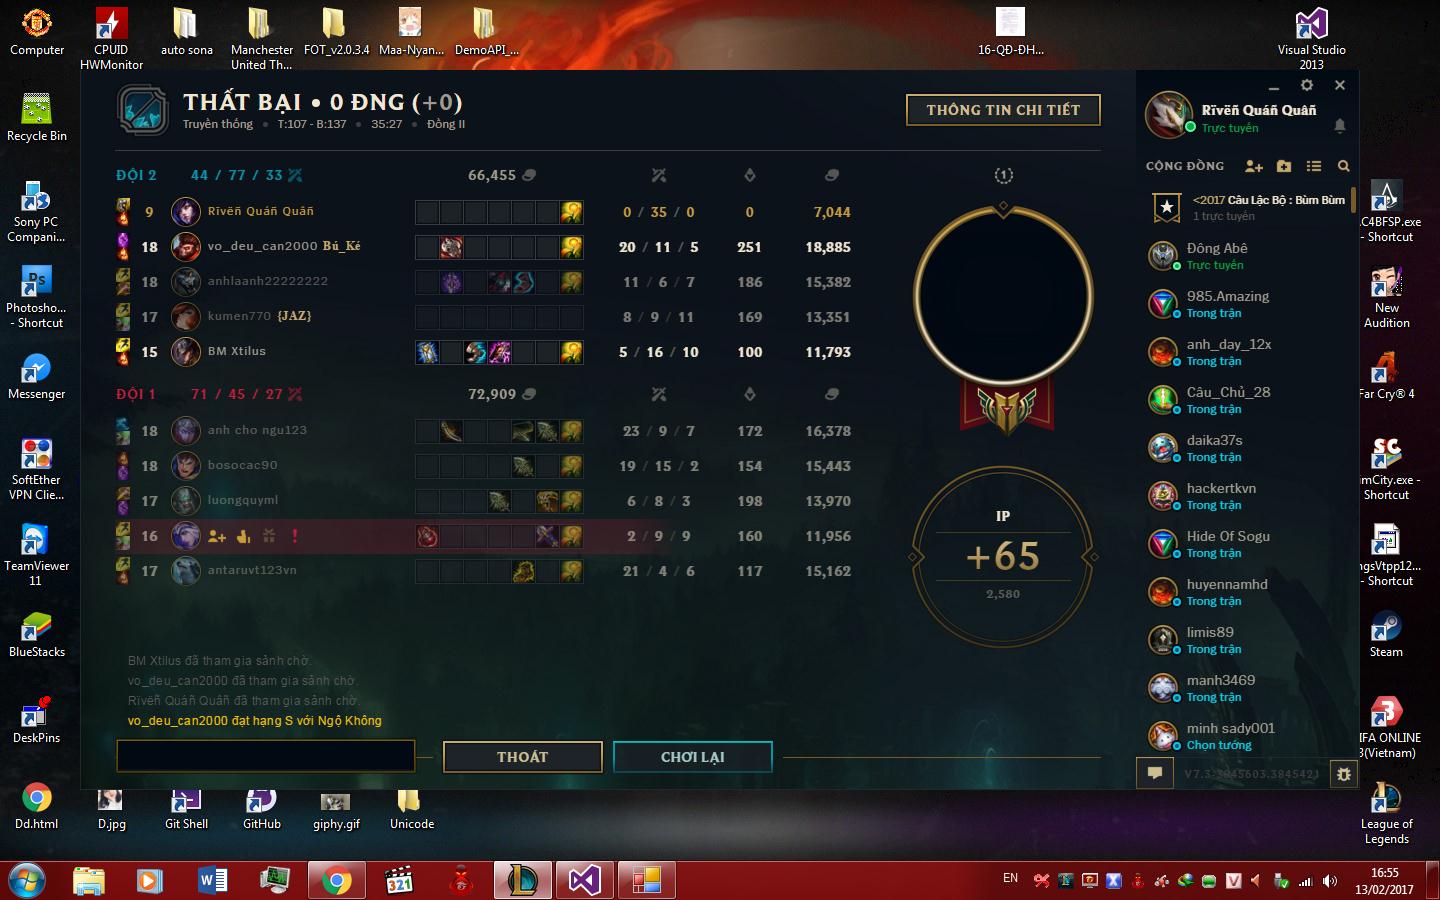 Computer
CPUID
HWMonitor
auto sona
Manchester
United Th...
FOT_v2.0.3.4
Maa-Nyan...
DemoAPI_...
16-QĐ-ĐH...
Visual Studio
2013
Recycle Bin
Sony PC
Compani...
Photosho...
- Shortcut
Messenger
SoftEther
VPN Clie...
TeamViewer
11
BlueStacks
DeskPins
Dd.html
D.jpg
Git Shell
GitHub
giphy.gif
Unicode
THẤT BẠI • 0 ĐNG (+0)
Truyền thống • T:107 - B:137 • 35:27 • Đồng II
THÔNG TIN CHI TIẾT
ĐỘI 2 44 / 77 / 33 66,455
9 Rïvëñ Quáñ Quâñ 0 / 35 / 0 0 7,044
18 vo_deu_can2000 Bú_Ké 20 / 11 / 5 251 18,885
18 anhlaanh22222222 11 / 6 / 7 186 15,382
17 kumen770 {JAZ} 8 / 9 / 11 169 13,351
15 BM Xtilus 5 / 16 / 10 100 11,793
ĐỘI 1 71 / 45 / 27 72,909
18 anh cho ngu123 23 / 9 / 7 172 16,378
18 bosocac90 19 / 15 / 2 154 15,443
17 luongquyml 6 / 8 / 3 198 13,970
16 2 / 9 / 9 160 11,956
17 antaruvt123vn 21 / 4 / 6 117 15,162
1
IP
+65
2,580
BM Xtilus đã tham gia sảnh chờ.
vo_deu_can2000 đã tham gia sảnh chờ.
Rïvëñ Quáñ Quâñ đã tham gia sảnh chờ.
vo_deu_can2000 đạt hạng S với Ngộ Không
THOÁT
CHƠI LẠI
Rïvëñ Quáñ Quâñ
Trực tuyến
CỘNG ĐỒNG
<2017 Câu Lạc Bộ : Bùm Bùm
1 trực tuyến
Đông Abê
Trực tuyến
985.Amazing
Trong trận
anh_day_12x
Trong trận
Câu_Chủ_28
Trong trận
daika37s
Trong trận
hackertkvn
Trong trận
Hide Of Sogu
Trong trận
huyennamhd
Trong trận
limis89
Trong trận
manh3469
Trong trận
minh sady001
Chọn tướng
.C4BFSP.exe
- Shortcut
New
Audition
Far Cry® 4
imCity.exe -
Shortcut
ngsVtpp12...
- Shortcut
Steam
IFA ONLINE
3(Vietnam)
League of
Legends
EN
16:55
13/02/2017